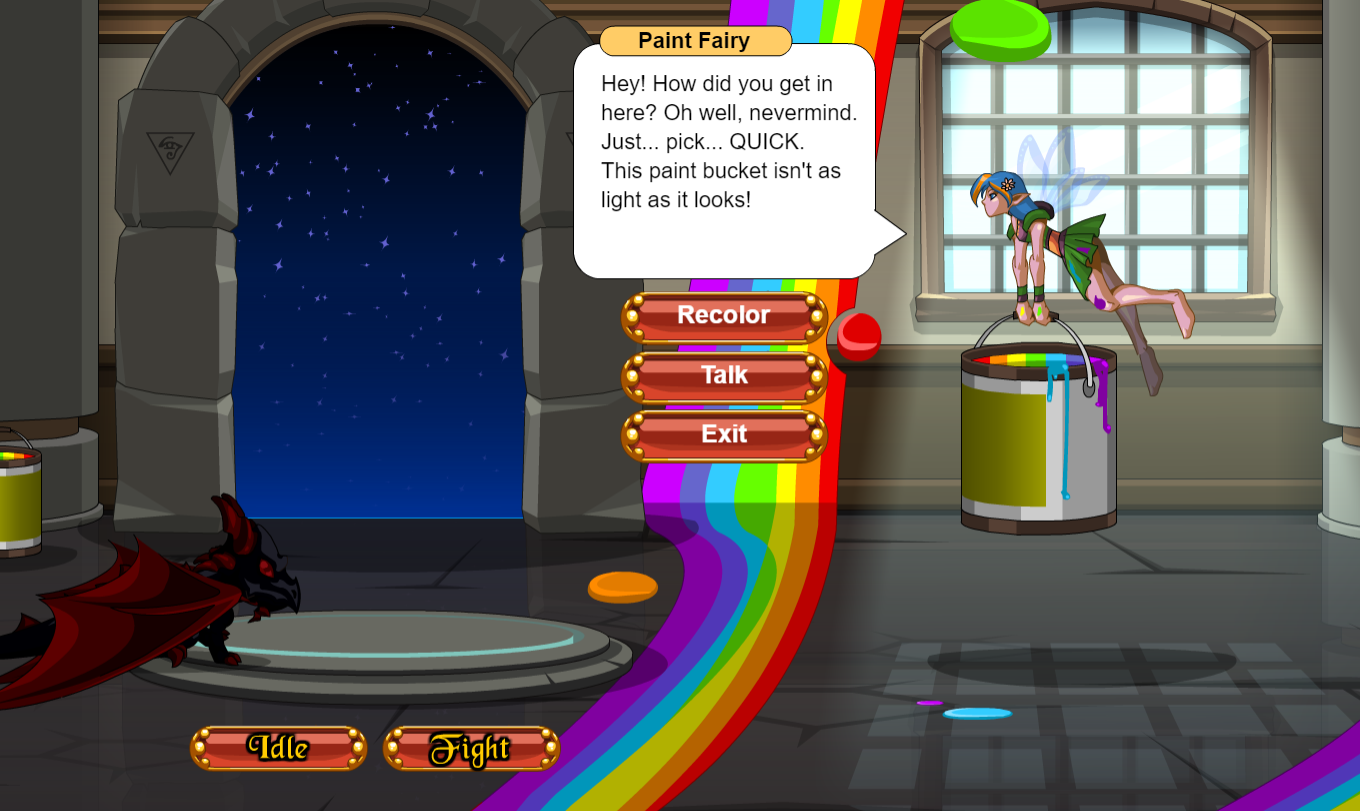 Paint Fairy
Hey! How did you get in
here? Oh well, nevermind.
Just... pick... QUICK.
This paint bucket isn't as
light as it looks!
Recolor
Talk
Exit
Idle
Fight